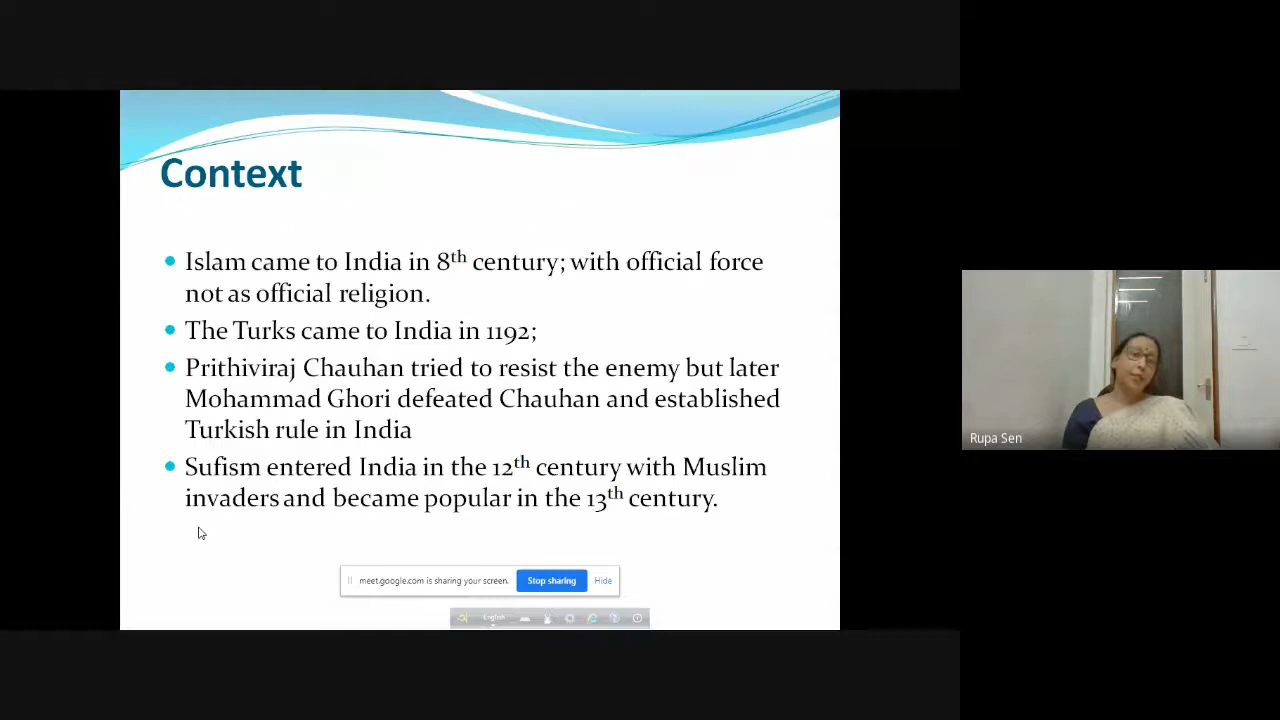 Context
Islam came to India in 8th century; with official force
not as official religion.
The Turks came to India in 1192;
Prithiviraj Chauhan tried to resist the enemy but later
Mohammad Ghori defeated Chauhan and established
Turkish rule in India
Sufism entered India in the 12th century with Muslim
invaders and became popular in the 13th century.
meet.google.com is sharing your screen. Stop sharing Hide
English
Rupa Sen